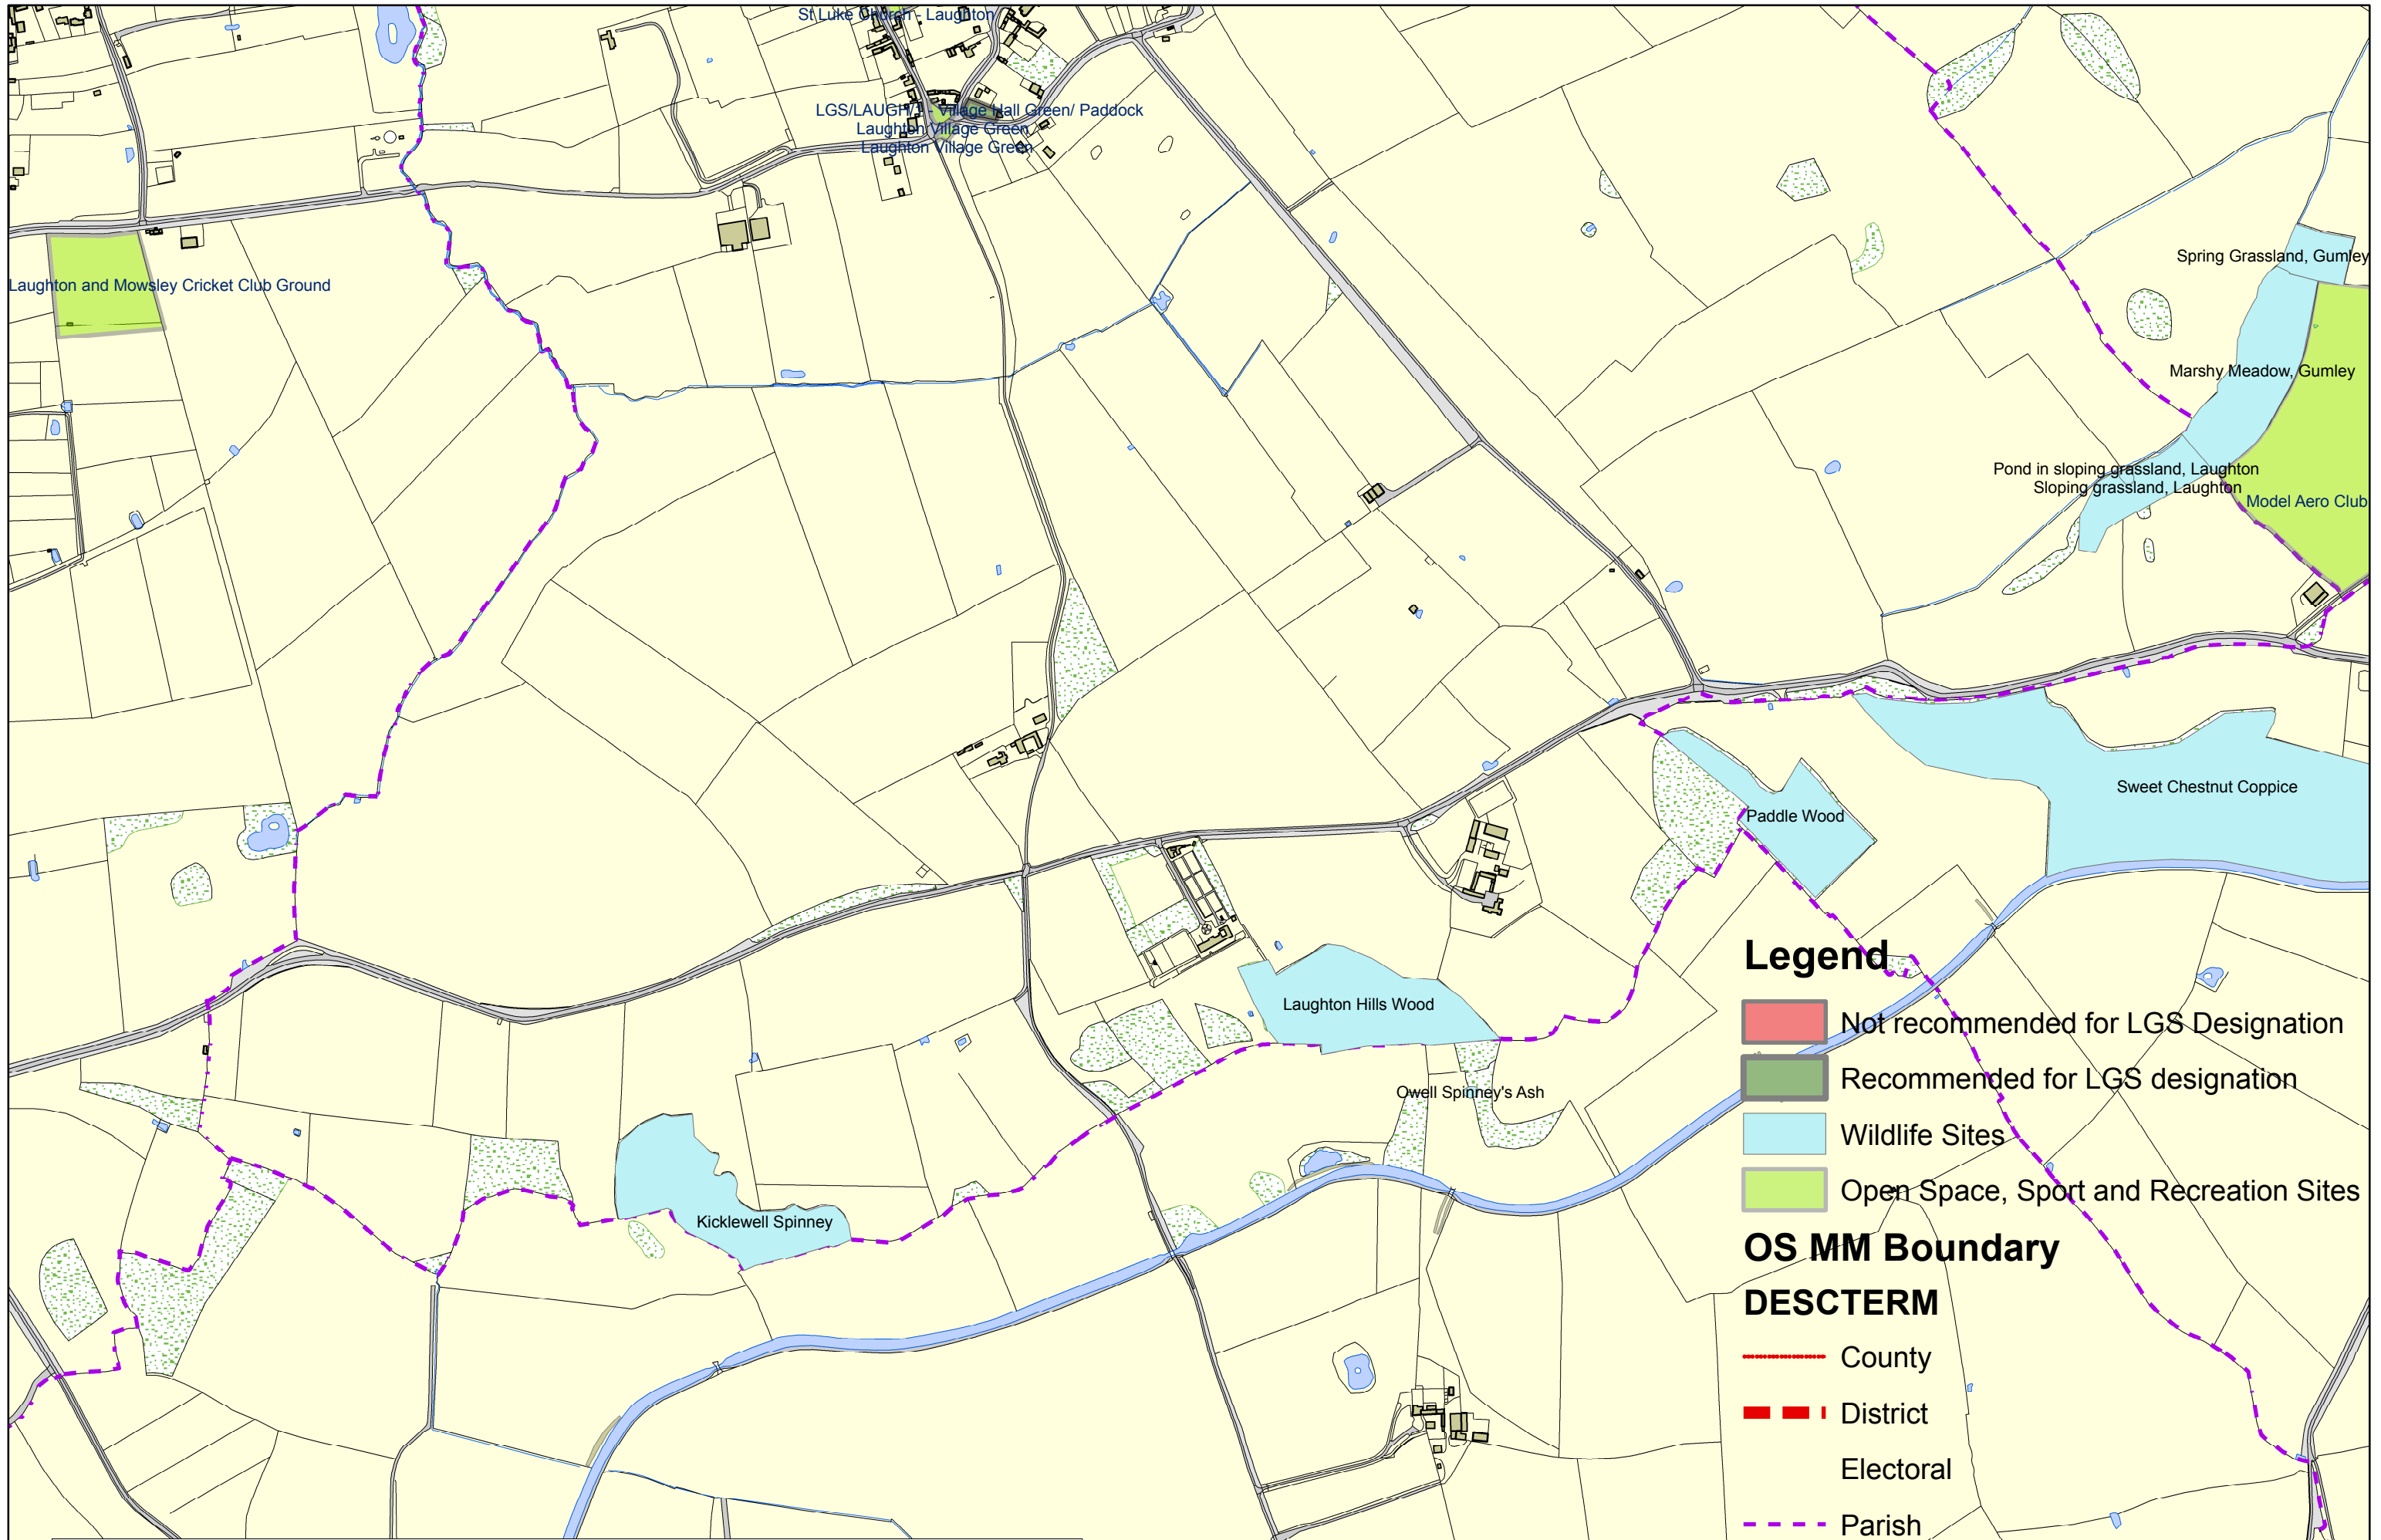 St Luke Church - Laughton
LGS/LAUGH/1 - Village Hall Green/ Paddock
Laughton Village Green
Laughton Village Green
Laughton and Mowsley Cricket Club Ground
Spring Grassland, Gumley
Marshy Meadow, Gumley
Pond in sloping grassland, Laughton
Sloping grassland, Laughton
Model Aero Club
Sweet Chestnut Coppice
Paddle Wood
Laughton Hills Wood
Owell Spinney's Ash
Kicklewell Spinney
Legend
Not recommended for LGS Designation
Recommended for LGS designation
Wildlife Sites
Open Space, Sport and Recreation Sites
OS MM Boundary
DESCTERM
County
District
Electoral
Parish